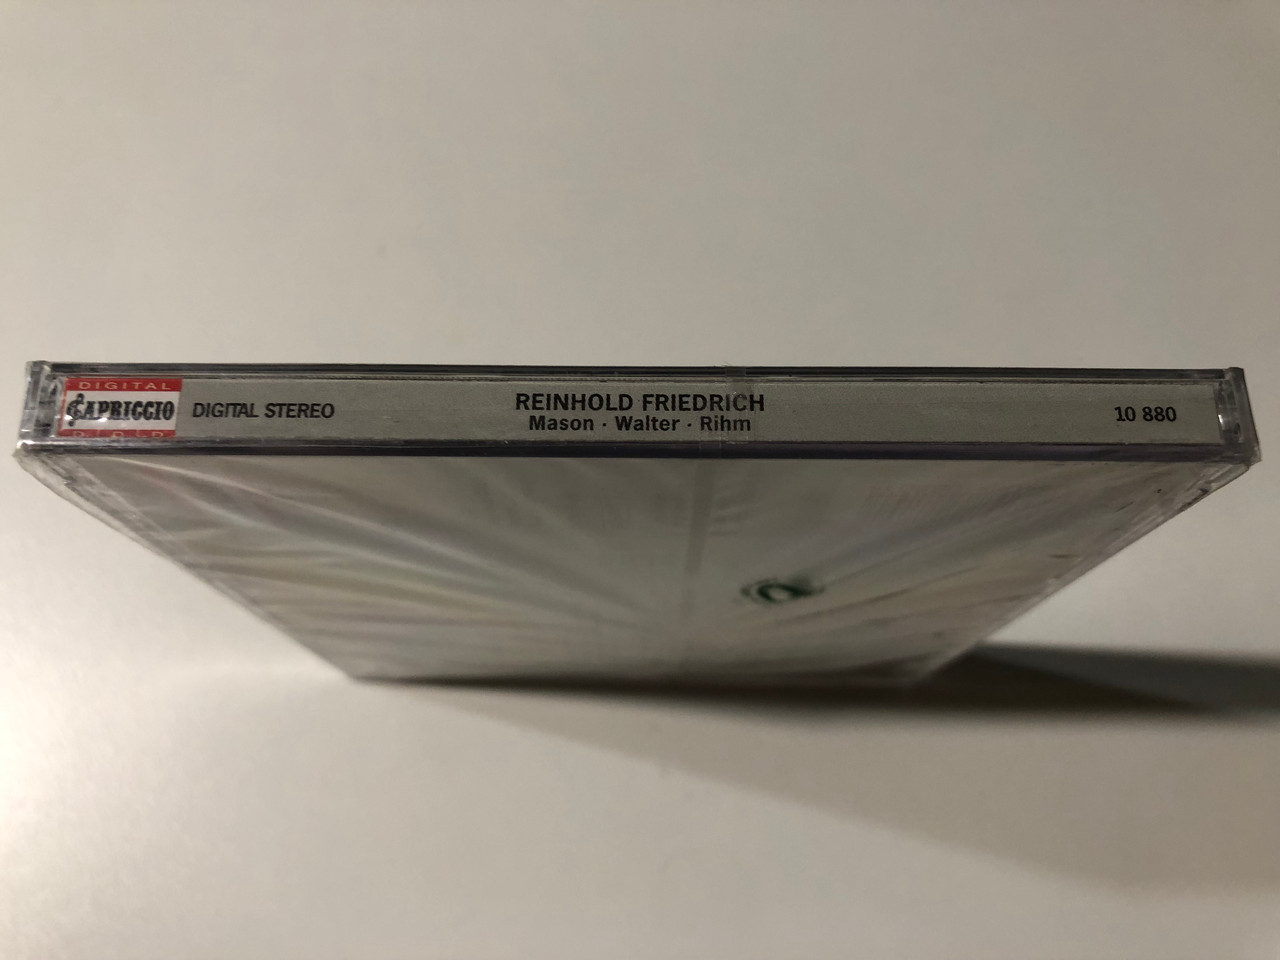 DIGITAL
CAPRICCIO
DIGITAL STEREO
REINHOLD FRIEDRICH
Mason · Walter · Rihm
10 880